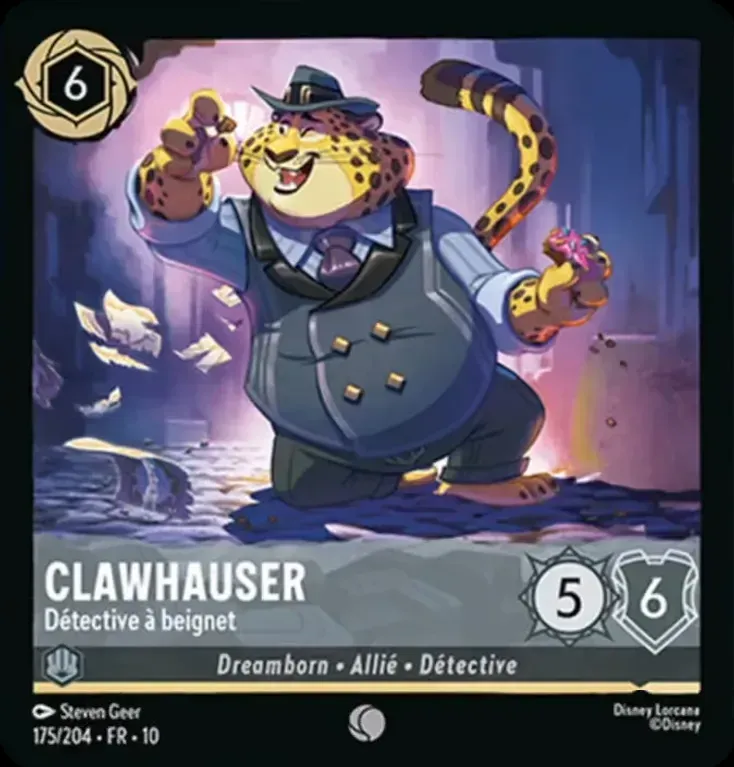 6
CLAWHAUSER
Détective à beignet
5
6
Dreamborn • Allié • Détective
Steven Geer
175/204 • FR • 10
Disney Lorcana
©Disney